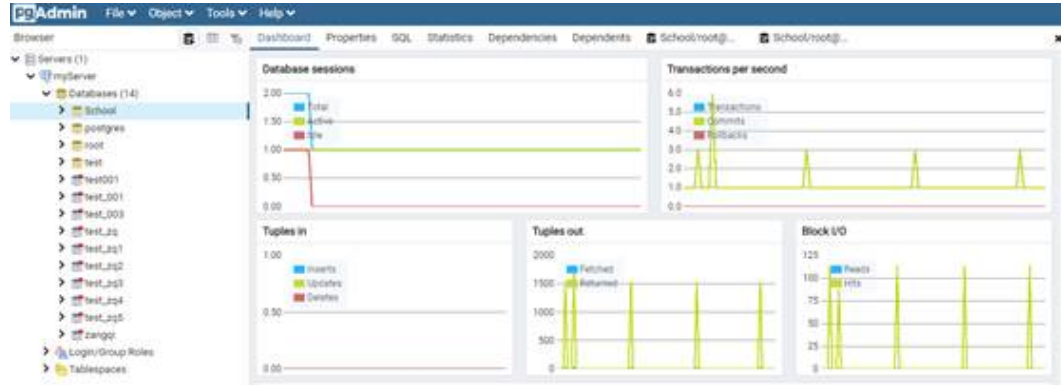 pgAdmin File Object Tools Help
Browser
Dashboard Properties SQL Statistics Dependencies Dependents School/root@... School/root@...
Servers (1)
myServer
Databases (14)
School
postgres
root
test
test001
test_001
test_003
test_zq
test_zq1
test_zq2
test_zq3
test_zq4
test_zq5
zangqi
Login/Group Roles
Tablespaces
Database sessions
2.00
1.50
1.00
0.50
0.00
Total
Active
Idle
Transactions per second
6.0
5.0
4.0
3.0
2.0
1.0
0.0
Transactions
Commits
Rollbacks
Tuples in
1.00
0.50
0.00
Inserts
Updates
Deletes
Tuples out
2000
1500
1000
500
0
Fetched
Returned
Block I/O
125
100
75
50
25
0
Reads
Hits